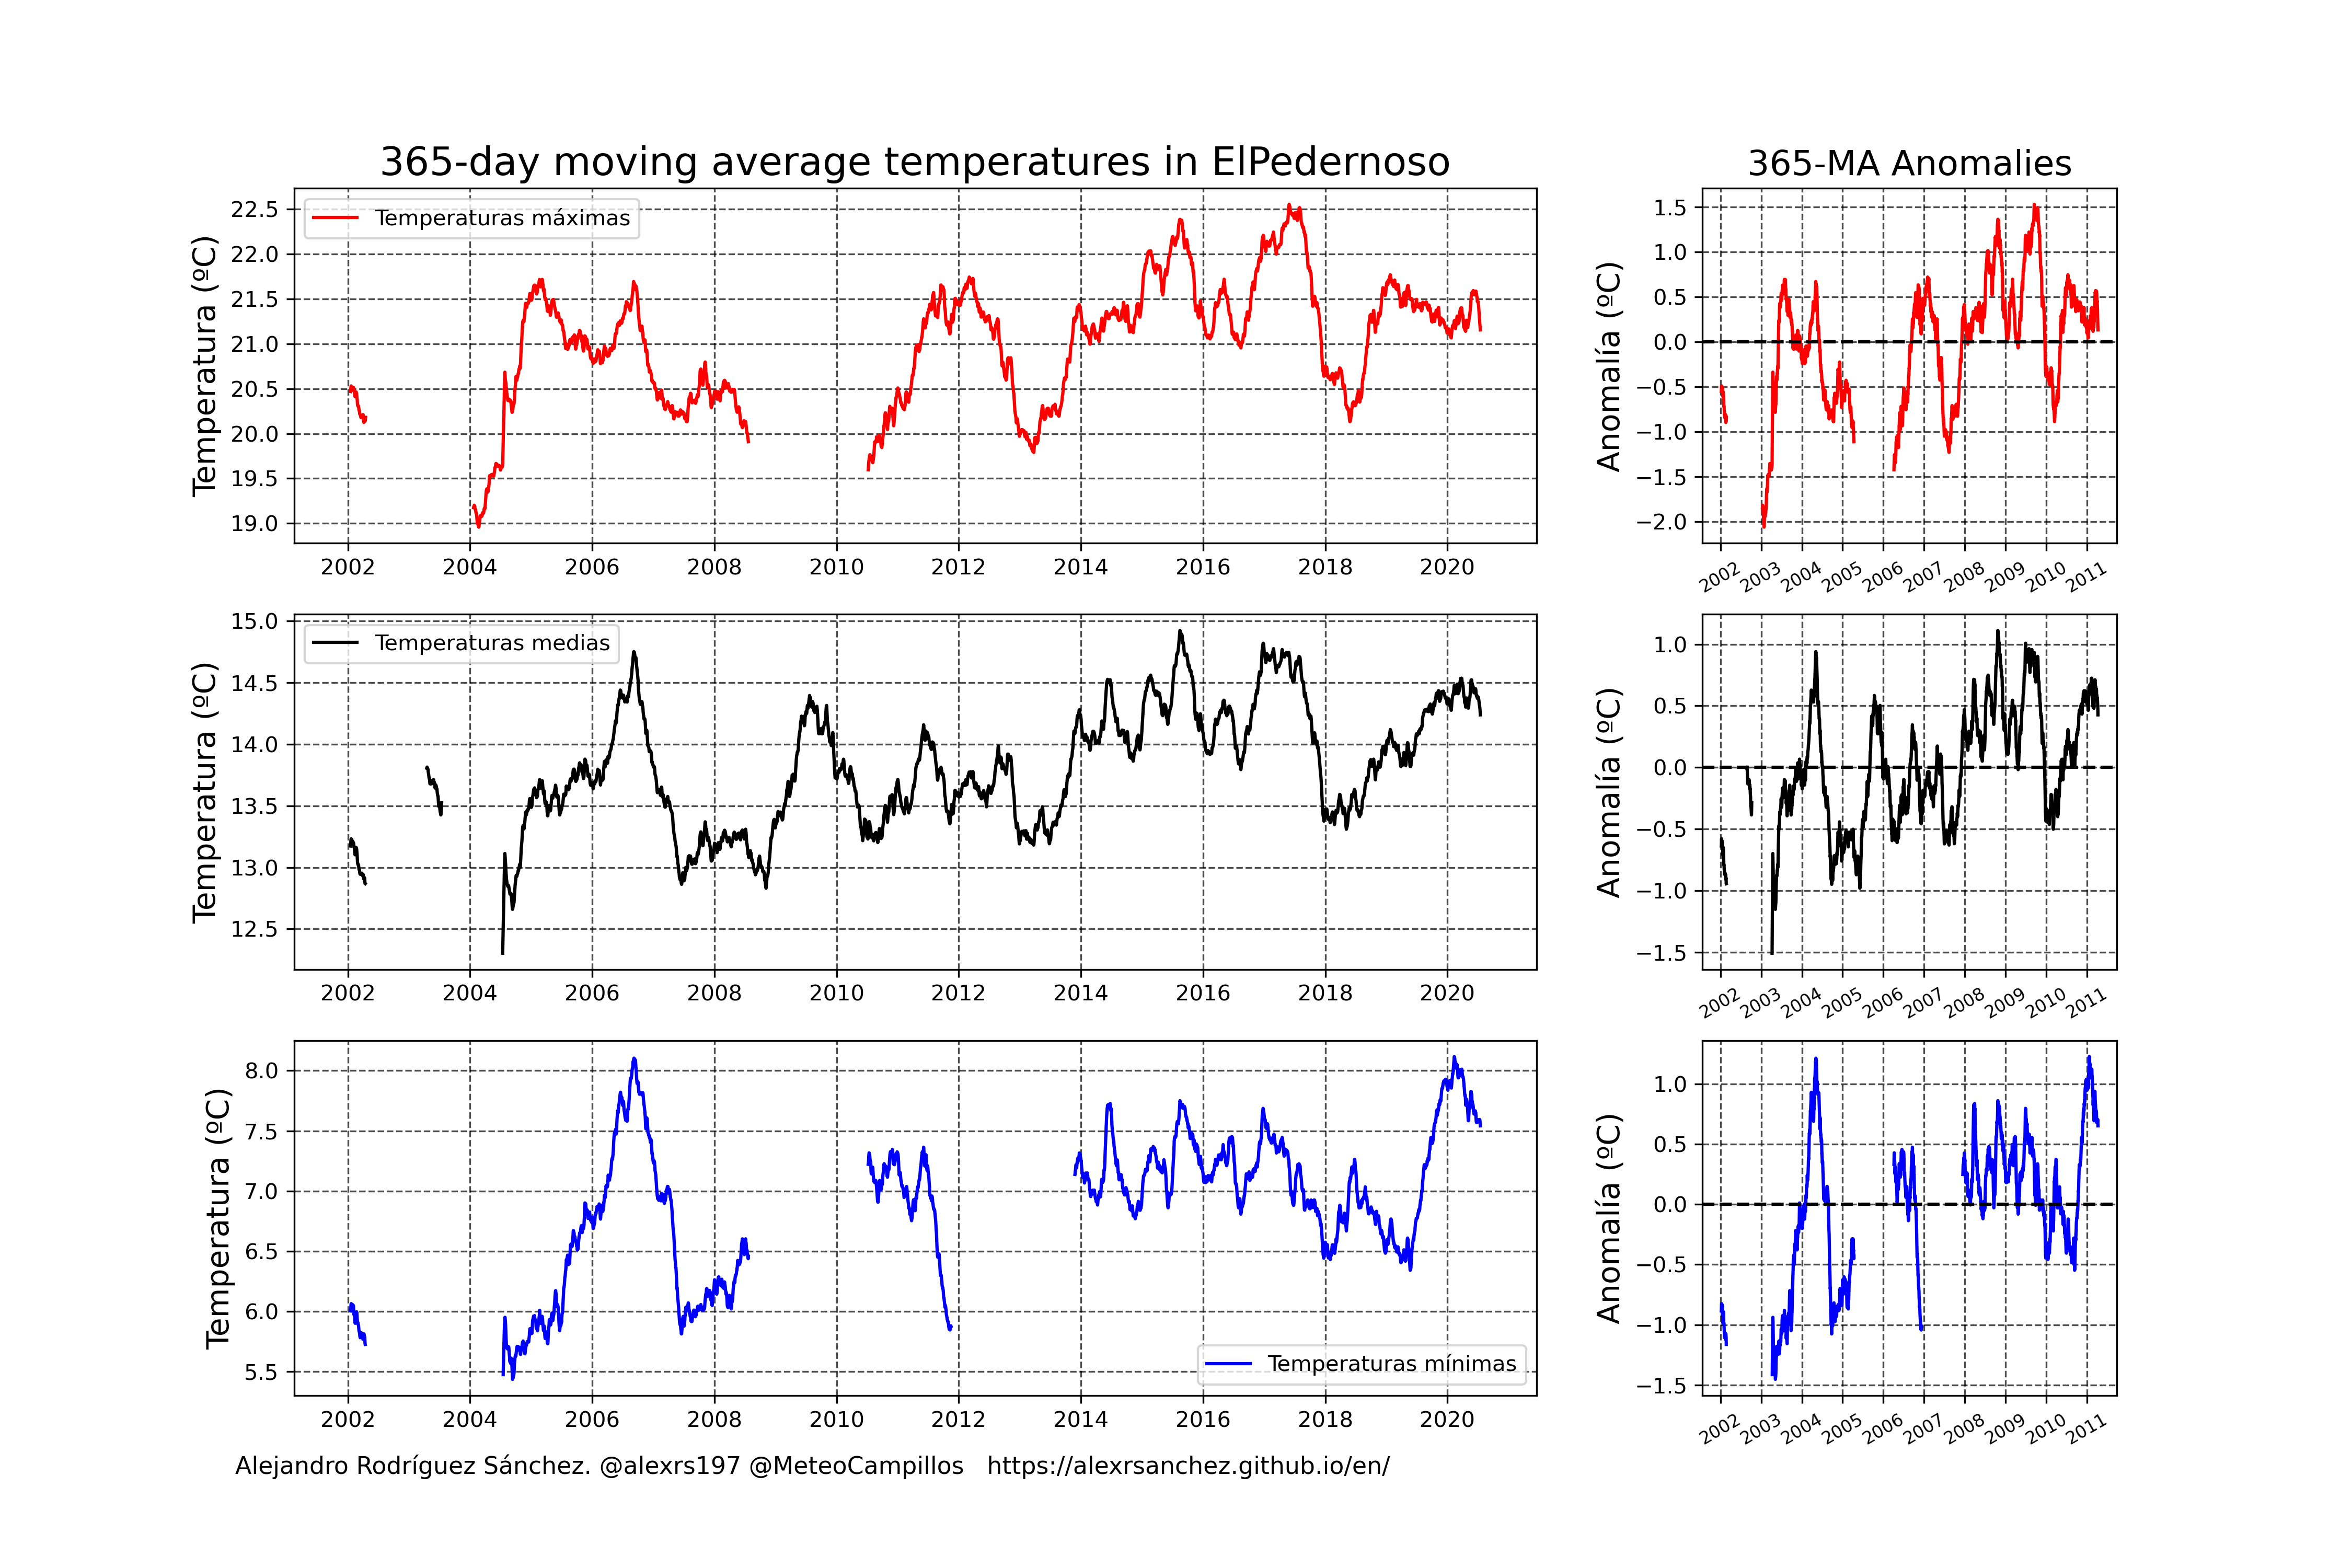 365-day moving average temperatures in ElPedernoso
365-MA Anomalies
Temperatura (ºC)
22.5
22.0
21.5
21.0
20.5
20.0
19.5
19.0
Temperaturas máximas
2002 2004 2006 2008 2010 2012 2014 2016 2018 2020
Anomalía (ºC)
1.5
1.0
0.5
0.0
−0.5
−1.0
−1.5
−2.0
2002 2003 2004 2005 2006 2007 2008 2009 2010 2011
Temperatura (ºC)
15.0
14.5
14.0
13.5
13.0
12.5
Temperaturas medias
2002 2004 2006 2008 2010 2012 2014 2016 2018 2020
Anomalía (ºC)
1.0
0.5
0.0
−0.5
−1.0
−1.5
2002 2003 2004 2005 2006 2007 2008 2009 2010 2011
Temperatura (ºC)
8.0
7.5
7.0
6.5
6.0
5.5
Temperaturas mínimas
2002 2004 2006 2008 2010 2012 2014 2016 2018 2020
Anomalía (ºC)
1.0
0.5
0.0
−0.5
−1.0
−1.5
2002 2003 2004 2005 2006 2007 2008 2009 2010 2011
Alejandro Rodríguez Sánchez. @alexrs197 @MeteoCampillos https://alexrsanchez.github.io/en/